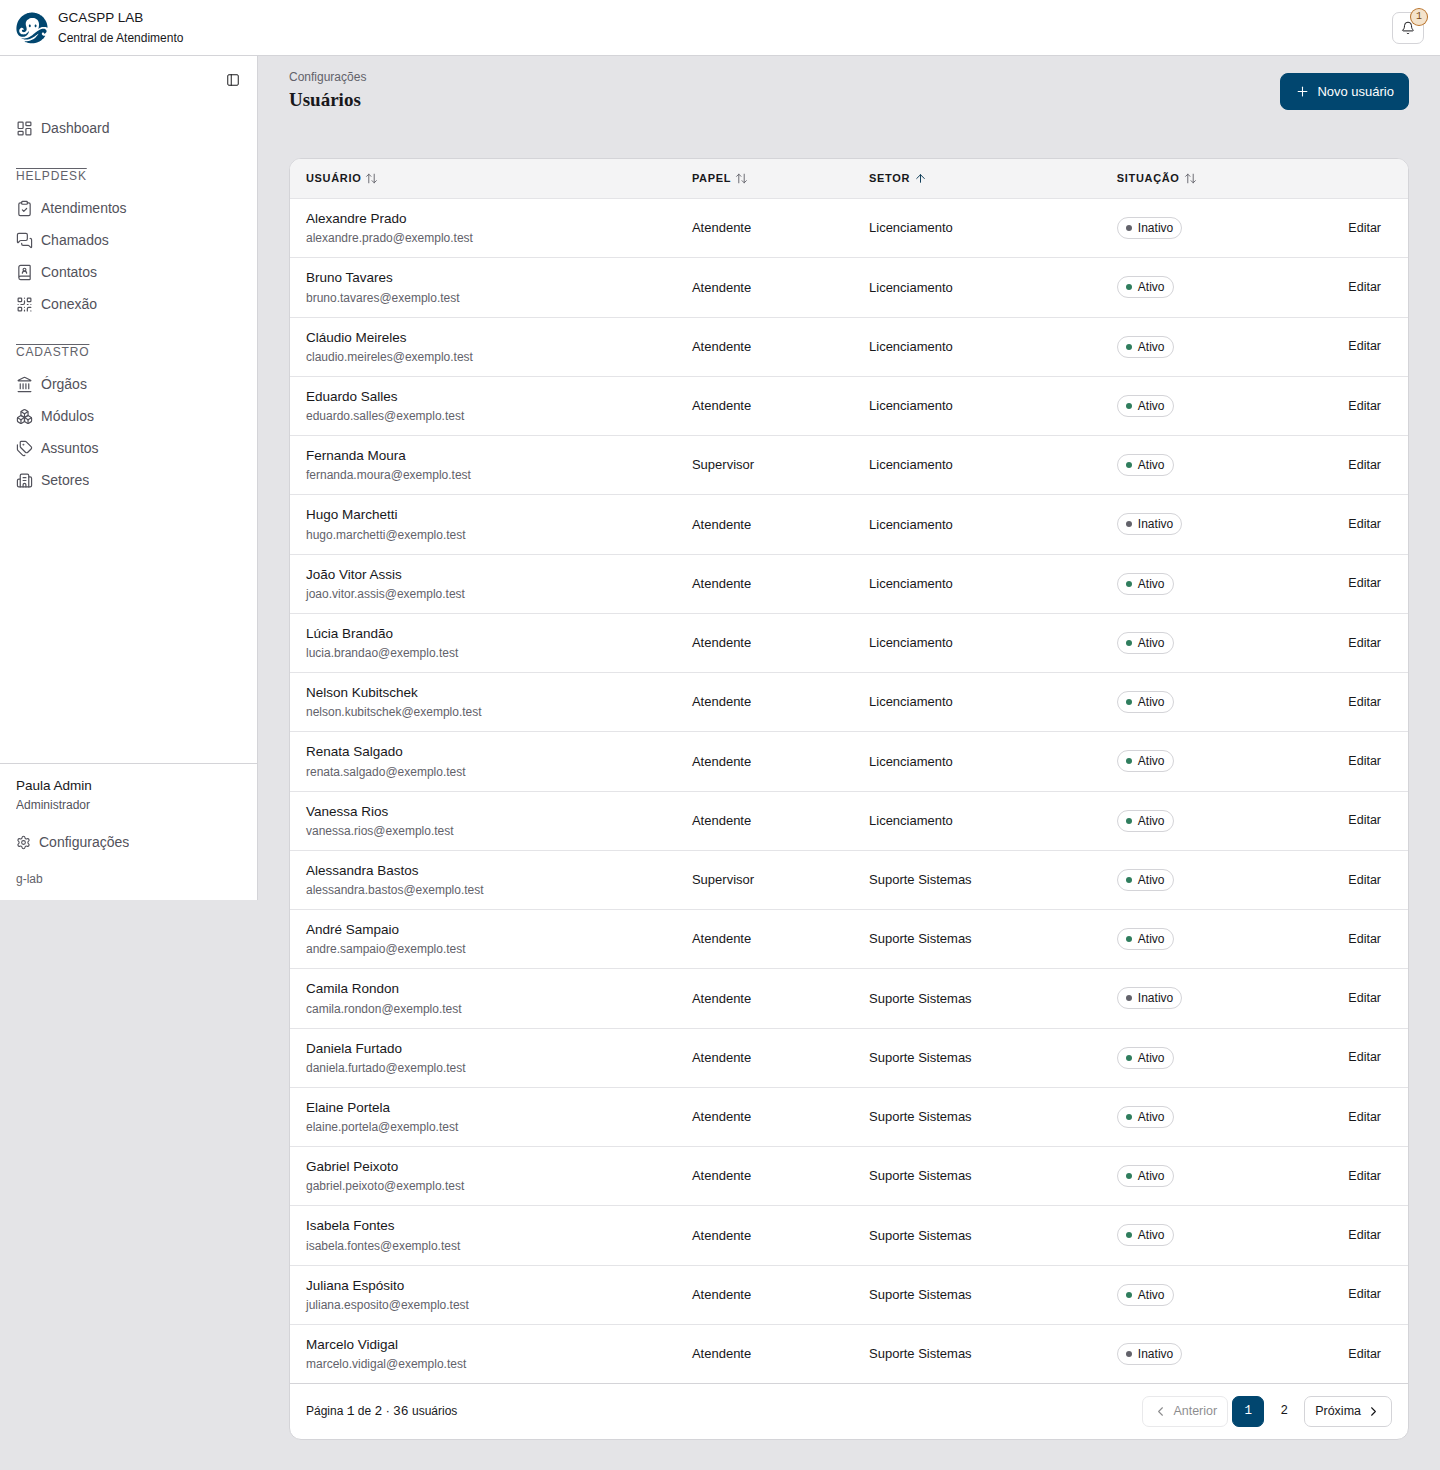 GCASPP LAB
Central de Atendimento
1
Dashboard
HELPDESK
Atendimentos
Chamados
Contatos
Conexão
CADASTRO
Órgãos
Módulos
Assuntos
Setores
Paula Admin
Administrador
Configurações
g-lab
Configurações
Usuários
Novo usuário
USUÁRIO PAPEL SETOR SITUAÇÃO
Alexandre Prado
alexandre.prado@exemplo.test
Atendente Licenciamento Inativo Editar
Bruno Tavares
bruno.tavares@exemplo.test
Atendente Licenciamento Ativo Editar
Cláudio Meireles
claudio.meireles@exemplo.test
Atendente Licenciamento Ativo Editar
Eduardo Salles
eduardo.salles@exemplo.test
Atendente Licenciamento Ativo Editar
Fernanda Moura
fernanda.moura@exemplo.test
Supervisor Licenciamento Ativo Editar
Hugo Marchetti
hugo.marchetti@exemplo.test
Atendente Licenciamento Inativo Editar
João Vitor Assis
joao.vitor.assis@exemplo.test
Atendente Licenciamento Ativo Editar
Lúcia Brandão
lucia.brandao@exemplo.test
Atendente Licenciamento Ativo Editar
Nelson Kubitschek
nelson.kubitschek@exemplo.test
Atendente Licenciamento Ativo Editar
Renata Salgado
renata.salgado@exemplo.test
Atendente Licenciamento Ativo Editar
Vanessa Rios
vanessa.rios@exemplo.test
Atendente Licenciamento Ativo Editar
Alessandra Bastos
alessandra.bastos@exemplo.test
Supervisor Suporte Sistemas Ativo Editar
André Sampaio
andre.sampaio@exemplo.test
Atendente Suporte Sistemas Ativo Editar
Camila Rondon
camila.rondon@exemplo.test
Atendente Suporte Sistemas Inativo Editar
Daniela Furtado
daniela.furtado@exemplo.test
Atendente Suporte Sistemas Ativo Editar
Elaine Portela
elaine.portela@exemplo.test
Atendente Suporte Sistemas Ativo Editar
Gabriel Peixoto
gabriel.peixoto@exemplo.test
Atendente Suporte Sistemas Ativo Editar
Isabela Fontes
isabela.fontes@exemplo.test
Atendente Suporte Sistemas Ativo Editar
Juliana Espósito
juliana.esposito@exemplo.test
Atendente Suporte Sistemas Ativo Editar
Marcelo Vidigal
marcelo.vidigal@exemplo.test
Atendente Suporte Sistemas Inativo Editar
Página 1 de 2 · 36 usuários
Anterior 1 2 Próxima